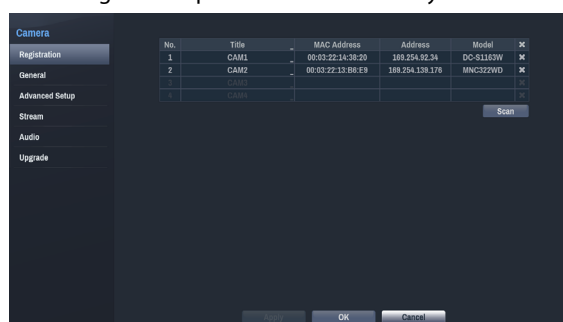 Camera
Registration
General
Advanced Setup
Stream
Audio
Upgrade
No. Title MAC Address Address Model
1 CAM1 00:03:22:14:38:20 169.254.92.34 DC-S1163W
2 CAM2 00:03:22:13:B6:E9 169.254.139.176 MNC322WD
3 CAM3
4 CAM4
Scan
Apply OK Cancel